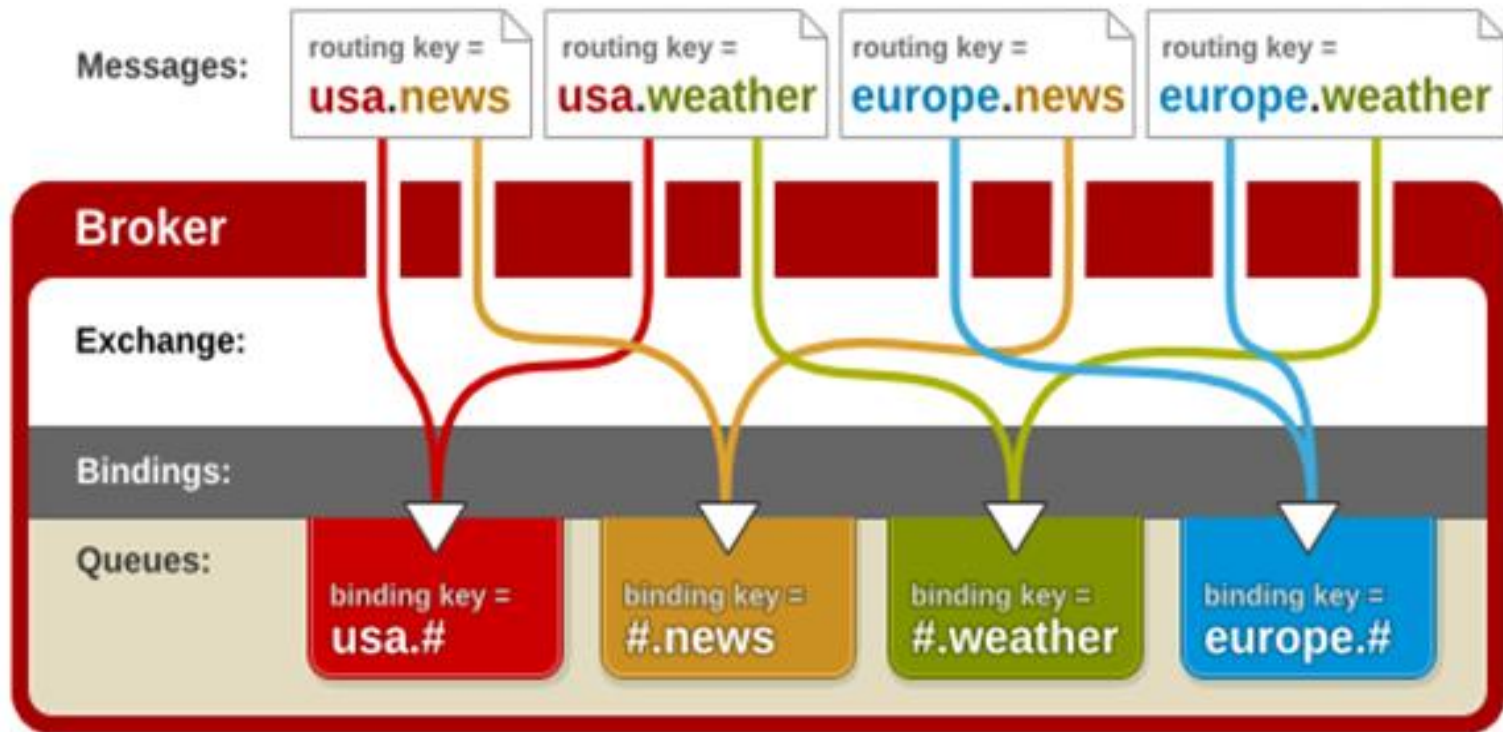 Messages:
routing key =
usa.news
routing key =
usa.weather
routing key =
europe.news
routing key =
europe.weather
Broker
Exchange:
Bindings:
Queues:
binding key =
usa.#
binding key =
#.news
binding key =
#.weather
binding key =
europe.#